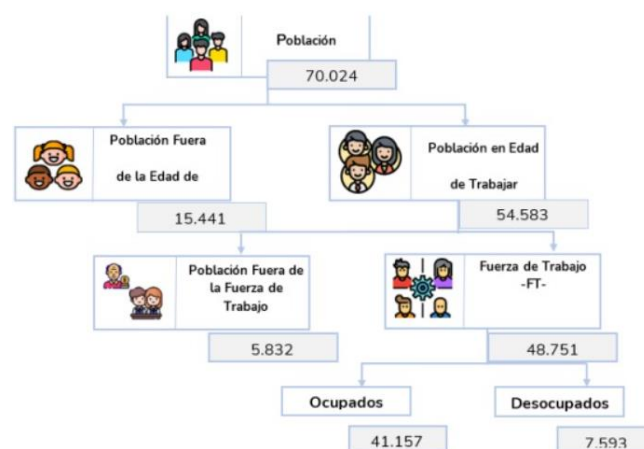 Población
70.024
Población Fuera
de la Edad de
15.441
Población en Edad
de Trabajar
54.583
Población Fuera de
la Fuerza de
Trabajo
5.832
Fuerza de Trabajo
-FT-
48.751
Ocupados
41.157
Desocupados
7.593